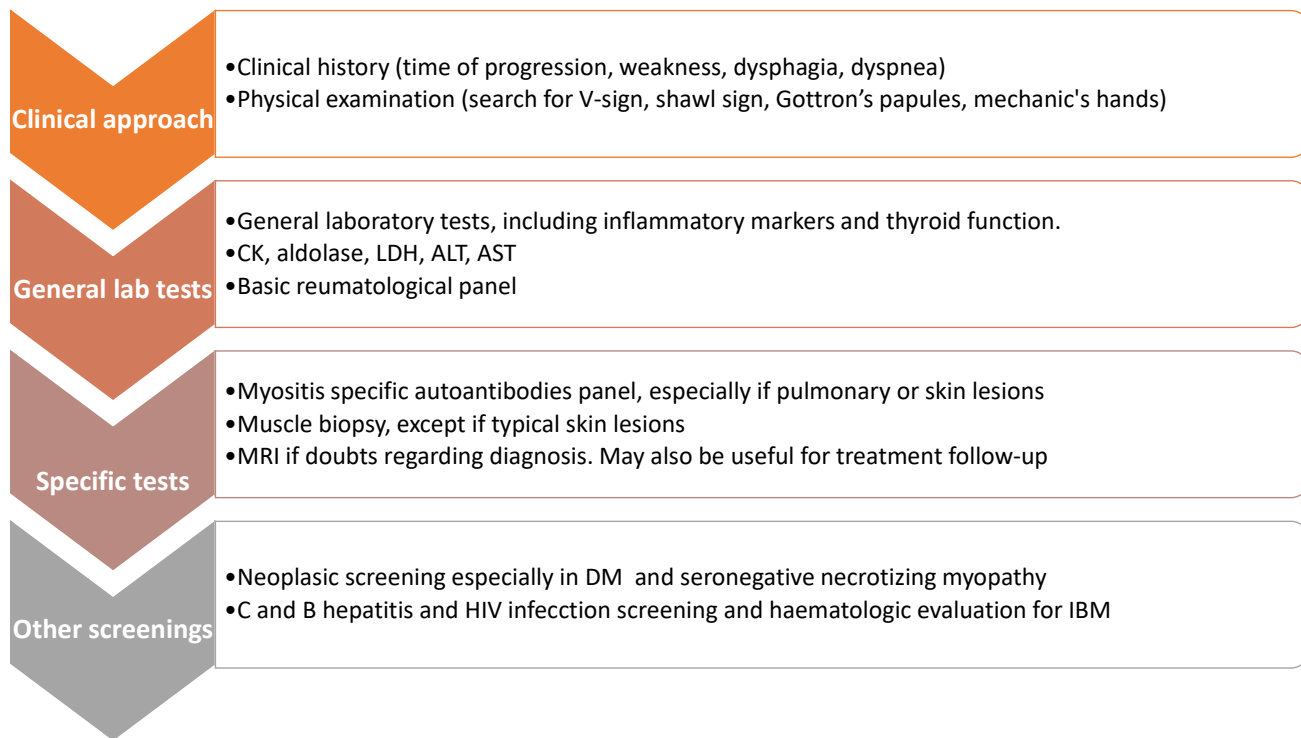 Clinical approach
•Clinical history (time of progression, weakness, dysphagia, dyspnea)
•Physical examination (search for V-sign, shawl sign, Gottron’s papules, mechanic's hands)
General lab tests
•General laboratory tests, including inflammatory markers and thyroid function.
•CK, aldolase, LDH, ALT, AST
•Basic reumatological panel
Specific tests
•Myositis specific autoantibodies panel, especially if pulmonary or skin lesions
•Muscle biopsy, except if typical skin lesions
•MRI if doubts regarding diagnosis. May also be useful for treatment follow-up
Other screenings
•Neoplasic screening especially in DM and seronegative necrotizing myopathy
•C and B hepatitis and HIV infecction screening and haematologic evaluation for IBM